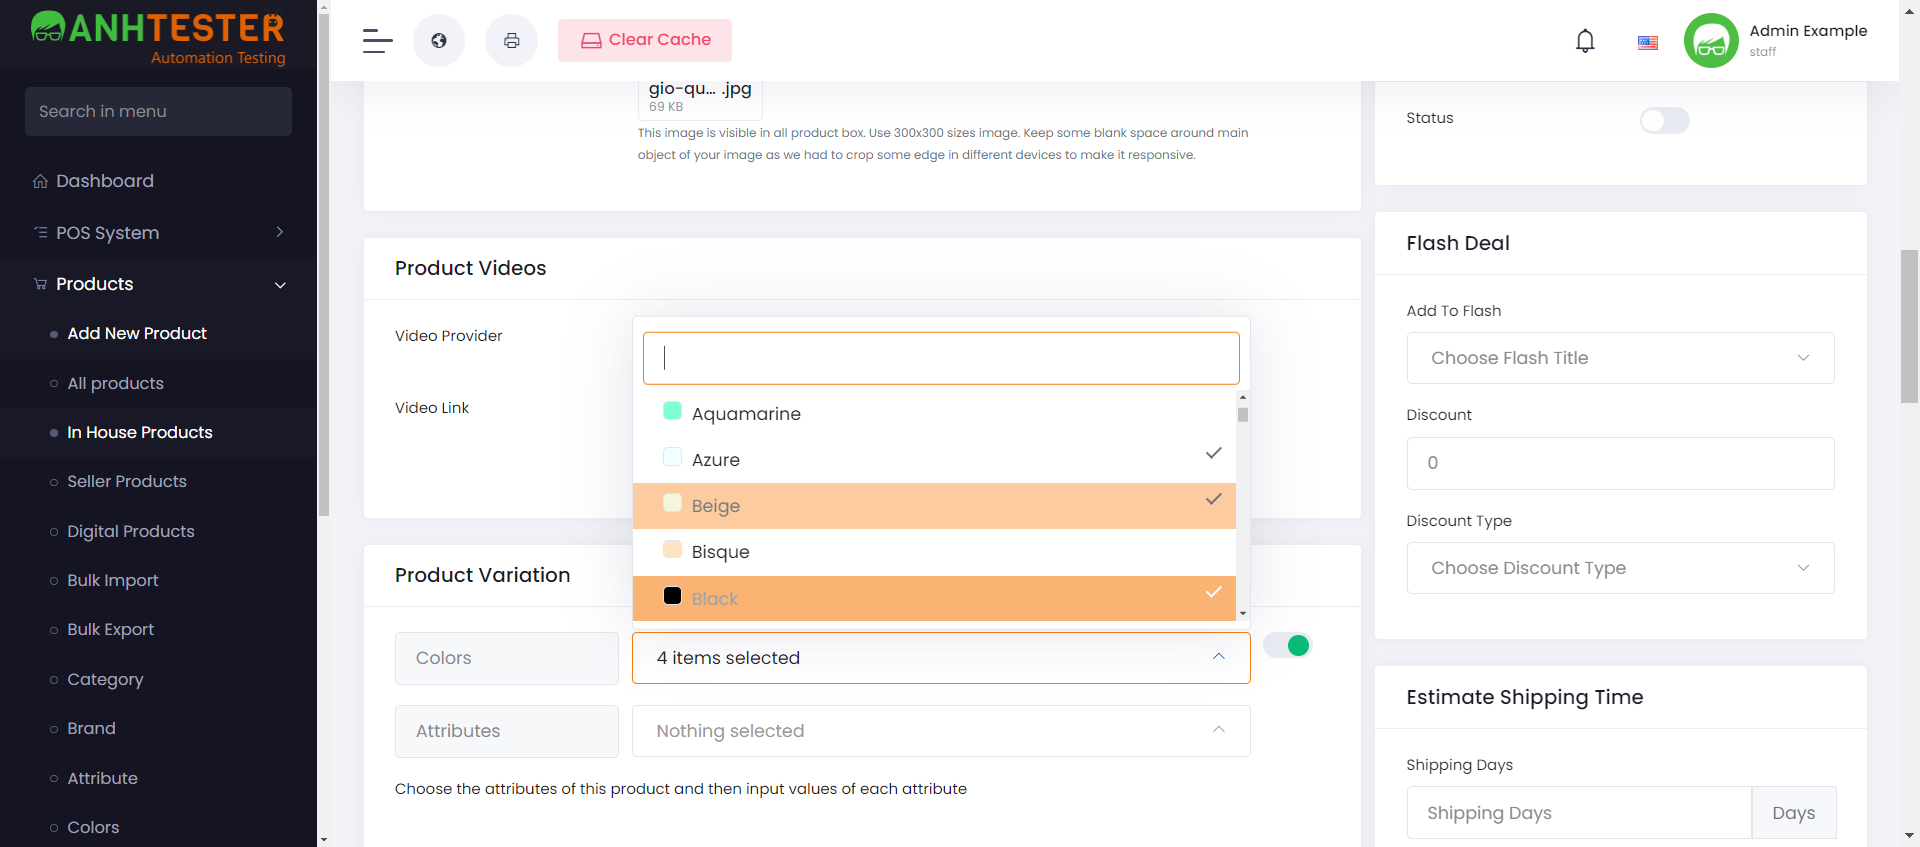 ANHTESTER
Automation Testing
Search in menu
Dashboard
POS System
Products
Add New Product
All products
In House Products
Seller Products
Digital Products
Bulk Import
Bulk Export
Category
Brand
Attribute
Colors
Clear Cache
Admin Example
staff
gio-qu... .jpg
69 KB
This image is visible in all product box. Use 300x300 sizes image. Keep some blank space around main
object of your image as we had to crop some edge in different devices to make it responsive.
Product Videos
Video Provider
Video Link
Aquamarine
Azure
Beige
Bisque
Black
Product Variation
Colors
4 items selected
Attributes
Nothing selected
Choose the attributes of this product and then input values of each attribute
Status
Flash Deal
Add To Flash
Choose Flash Title
Discount
0
Discount Type
Choose Discount Type
Estimate Shipping Time
Shipping Days
Shipping Days
Days